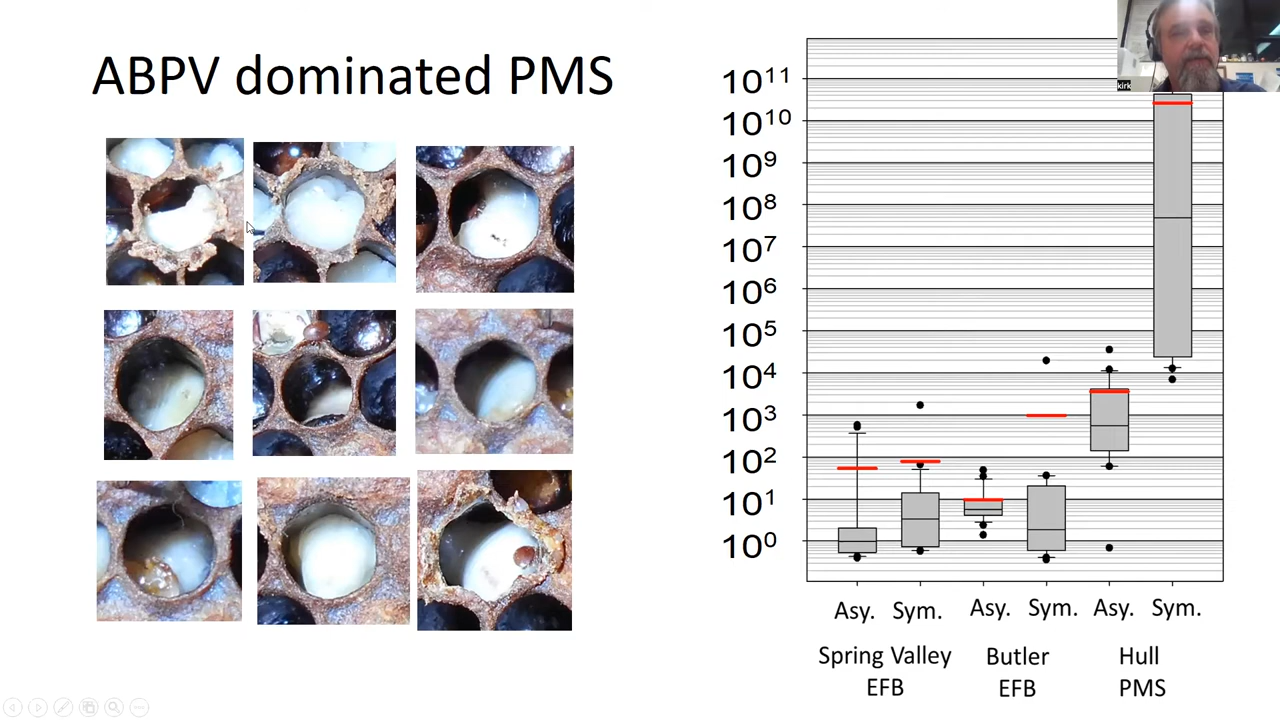 ABPV dominated PMS
kirk
10¹¹
10¹⁰
10⁹
10⁸
10⁷
10⁶
10⁵
10⁴
10³
10²
10¹
10⁰
Asy. Sym. Asy. Sym. Asy. Sym.
Spring Valley Butler Hull
EFB EFB PMS